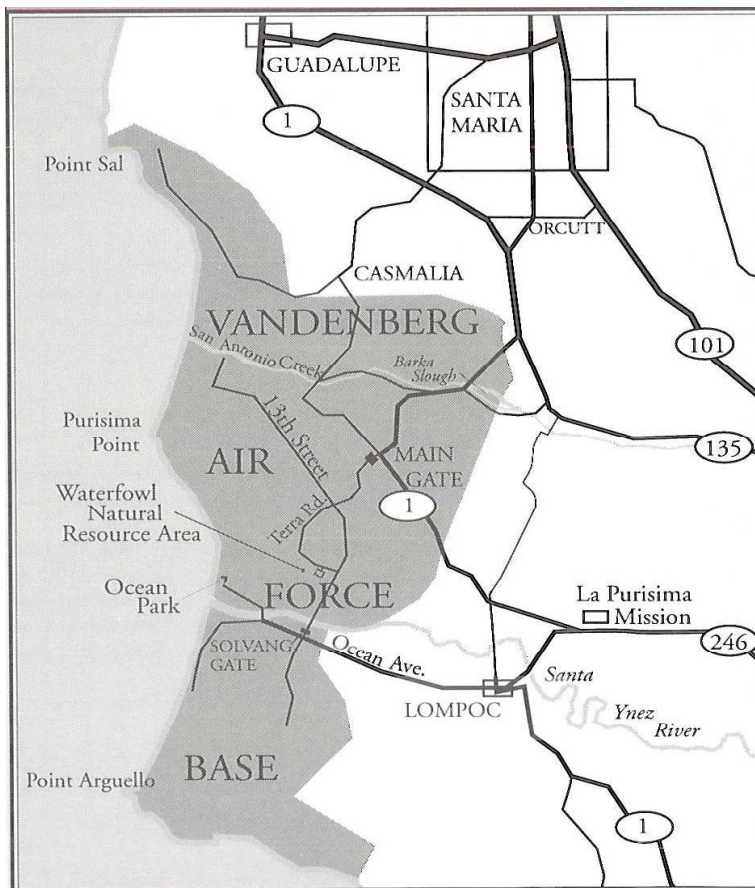 GUADALUPE
SANTA
MARIA
1
Point Sal
ORCUTT
CASMALIA
VANDENBERG
San Antonio Creek
Barka
Slough
101
Purisima
Point
13th Street
AIR
MAIN
GATE
135
Waterfowl
Natural
Resource Area
Terra Rd.
1
Ocean
Park
FORCE
La Purisima
Mission
246
SOLVANG
GATE
Ocean Ave.
Santa
Ynez
River
LOMPOC
Point Arguello
BASE
1